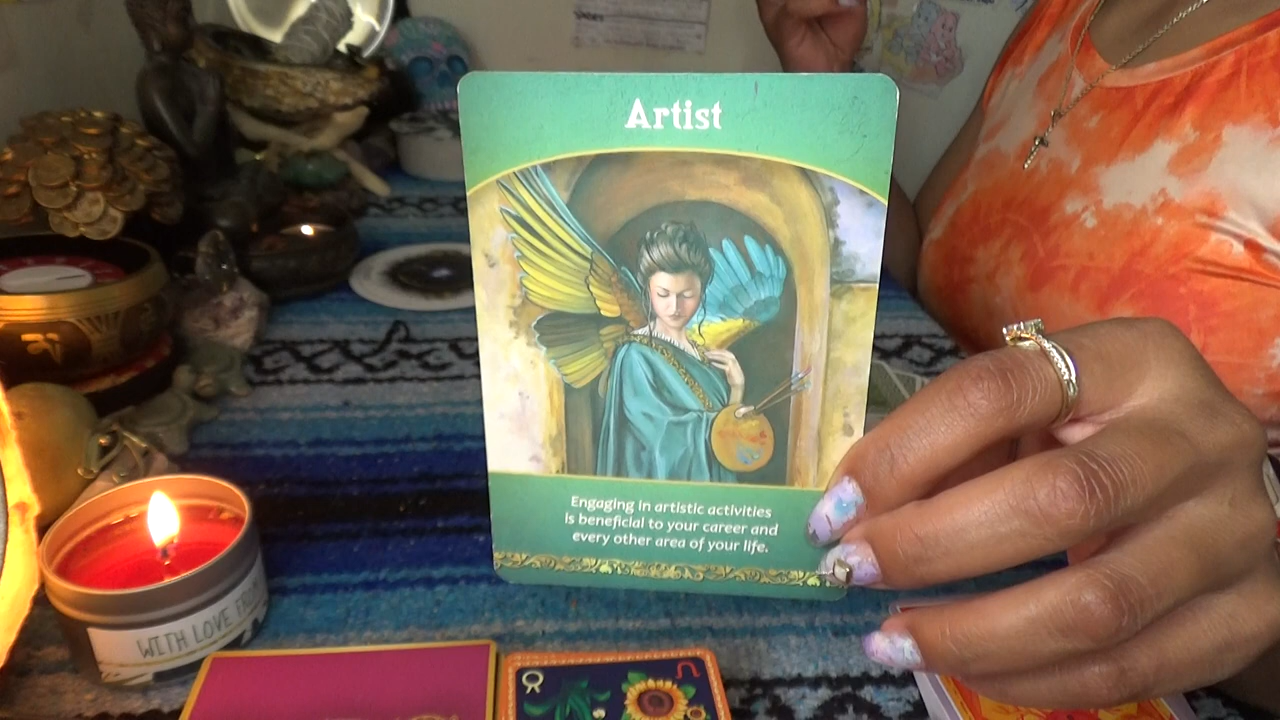 Artist
Engaging in artistic activities
is beneficial to your career and
every other area of your life.
WITH LOVE